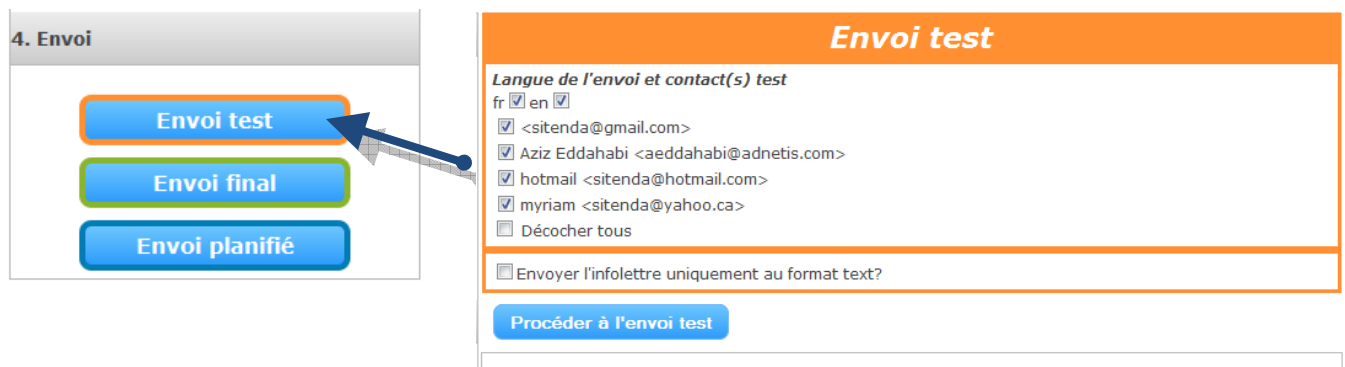 4. Envoi
Envoi test
Envoi final
Envoi planifié
Envoi test
Langue de l'envoi et contact(s) test
fr en
<sitenda@gmail.com>
Aziz Eddahabi <aeddahabi@adnetis.com>
hotmail <sitenda@hotmail.com>
myriam <sitenda@yahoo.ca>
Décocher tous
Envoyer l'infolettre uniquement au format text?
Procéder à l'envoi test